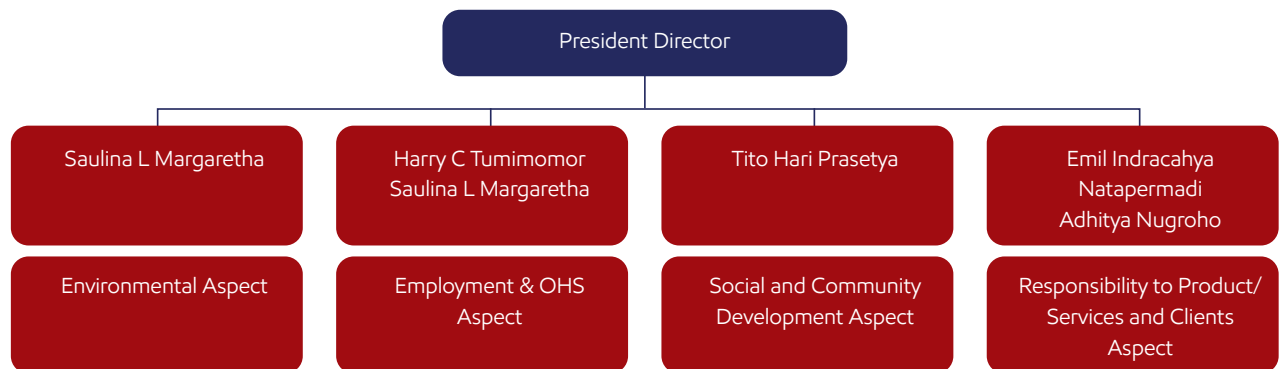 President Director
Saulina L Margaretha
Harry C Tumimomor
Saulina L Margaretha
Tito Hari Prasetya
Emil Indracahya
Natapermadi
Adhitya Nugroho
Environmental Aspect
Employment & OHS
Aspect
Social and Community
Development Aspect
Responsibility to Product/
Services and Clients
Aspect